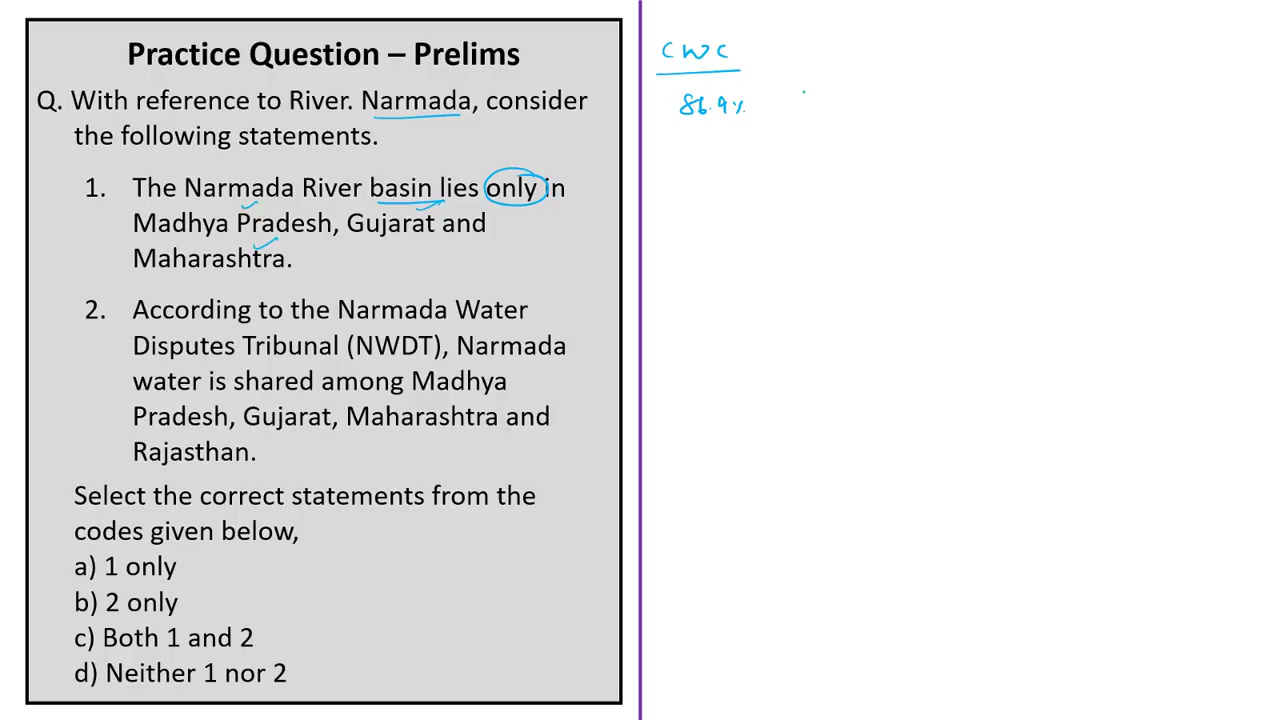 Practice Question – Prelims
Q. With reference to River. Narmada, consider
the following statements.
1. The Narmada River basin lies only in
Madhya Pradesh, Gujarat and
Maharashtra.
2. According to the Narmada Water
Disputes Tribunal (NWDT), Narmada
water is shared among Madhya
Pradesh, Gujarat, Maharashtra and
Rajasthan.
Select the correct statements from the
codes given below,
a) 1 only
b) 2 only
c) Both 1 and 2
d) Neither 1 nor 2
CWC
86.9%